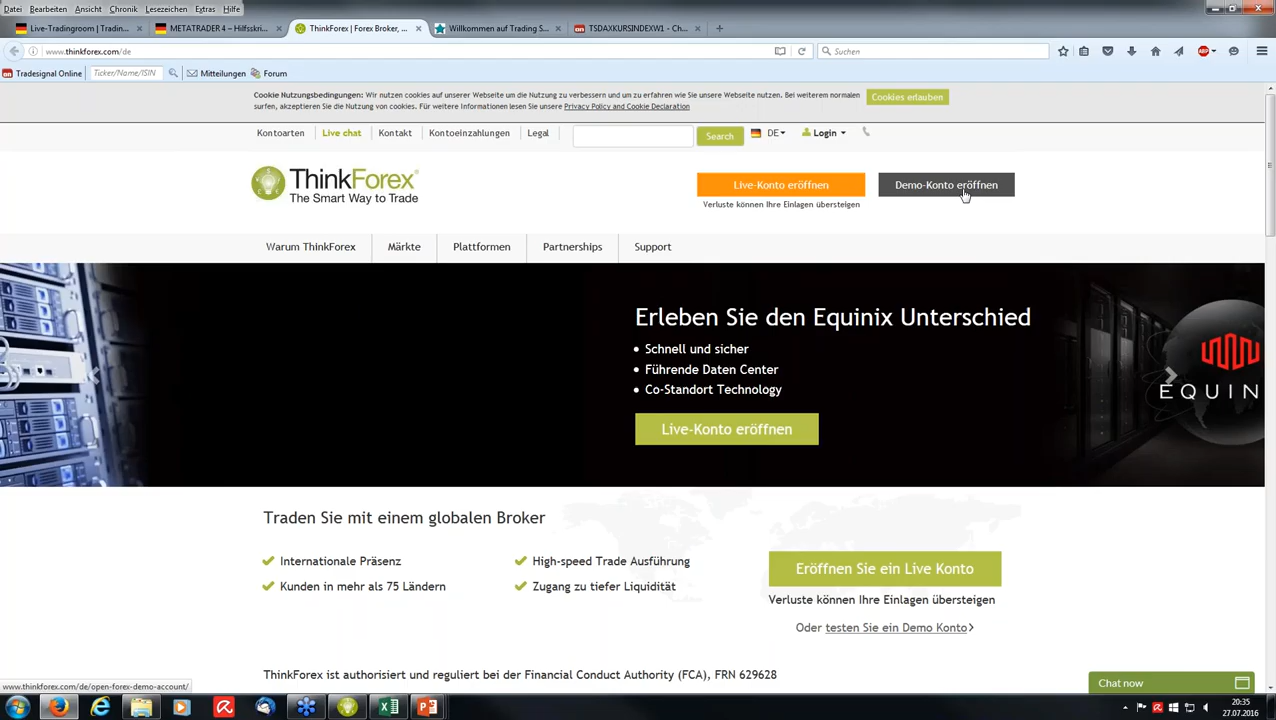 Datei Bearbeiten Ansicht Chronik Lesezeichen Extras Hilfe
Live-Tradingroom | Tradin...
METATRADER 4 – Hilfsskri...
ThinkForex | Forex Broker, ...
Willkommen auf Trading S...
TSDAXKURSINDEXW1 - Ch...
www.thinkforex.com/de
Suchen
Tradesignal Online
Ticker/Name/ISIN
Mitteilungen
Forum
Cookie Nutzungsbedingungen: Wir nutzen cookies auf unserer Webseite um die Nutzung zu verbessern und um zu erfahren wie Sie unsere Webseite nutzen. Bei weiterem normalen
surfen, akzeptieren Sie die Nutzung von cookies. Für weitere Informationen lesen Sie unsere Privacy Policy and Cookie Declaration
Cookies erlauben
Kontoarten Live chat Kontakt Kontoeinzahlungen Legal
Search
DE
Login
ThinkForex
The Smart Way to Trade
Live-Konto eröffnen
Demo-Konto eröffnen
Verluste können Ihre Einlagen übersteigen
Warum ThinkForex Märkte Plattformen Partnerships Support
Erleben Sie den Equinix Unterschied
• Schnell und sicher
• Führende Daten Center
• Co-Standort Technology
Live-Konto eröffnen
EQUIN
Traden Sie mit einem globalen Broker
Internationale Präsenz
High-speed Trade Ausführung
Kunden in mehr als 75 Ländern
Zugang zu tiefer Liquidität
Eröffnen Sie ein Live Konto
Verluste können Ihre Einlagen übersteigen
Oder testen Sie ein Demo Konto
ThinkForex ist authorisiert und reguliert bei der Financial Conduct Authority (FCA), FRN 629628
www.thinkforex.com/de/open-forex-demo-account/
Chat now
20:35
27.07.2016